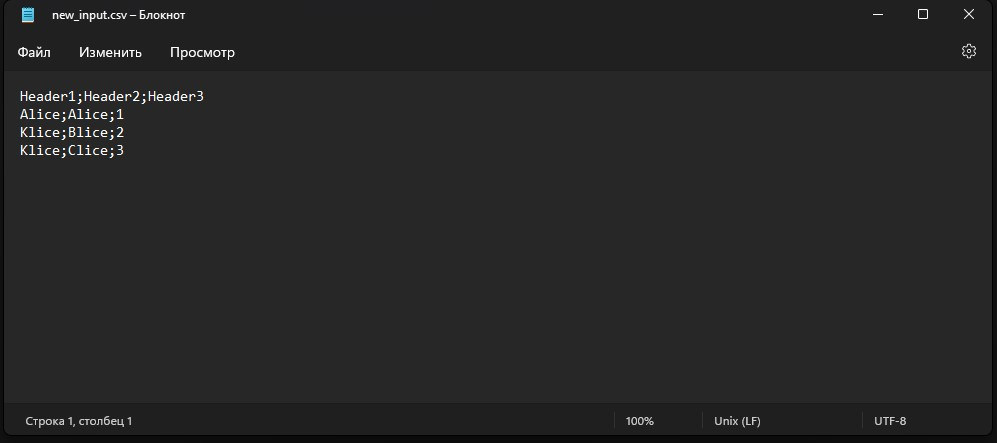 new_input.csv – Блокнот
Файл Изменить Просмотр
Header1;Header2;Header3
Alice;Alice;1
Klice;Blice;2
Klice;Clice;3
Строка 1, столбец 1 100% Unix (LF) UTF-8